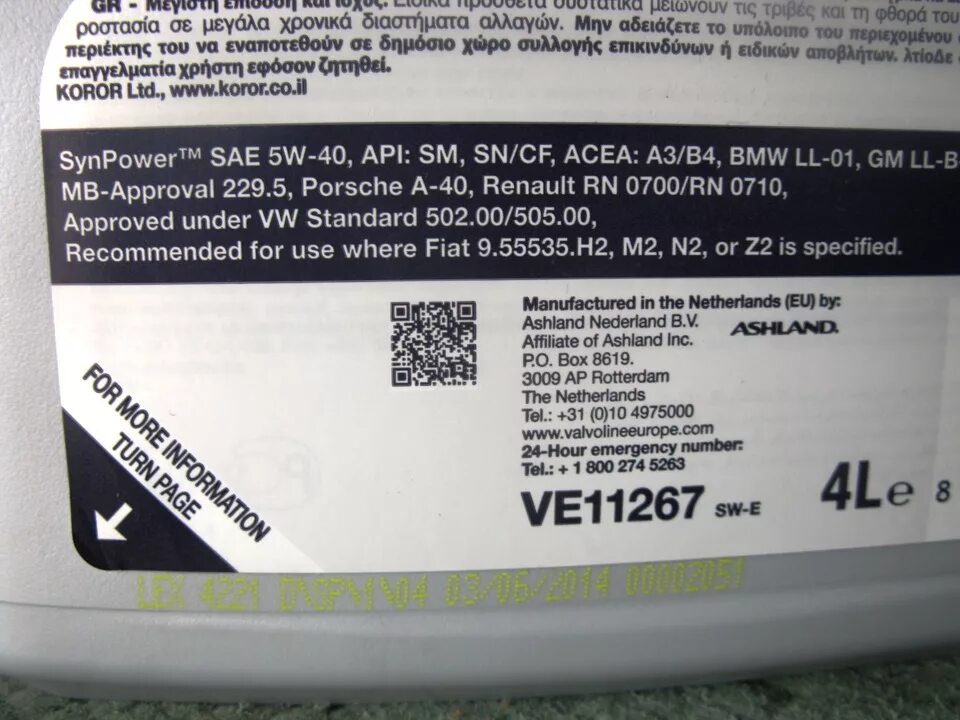 GR - Μέγιστη επίδοση και ισχύς. Ειδικά πρόσθετα συστατικά μειώνουν τις τριβές και τη φθορά του
ροστασία σε μεγάλα χρονικά διαστήματα αλλαγών. Μην αδειάζετε το υπόλοιπο του περιεχομένου
περιέκτης του να εναποτεθούν σε δημόσιο χώρο συλλογής επικινδύνων ή ειδικών αποβλήτων.
επαγγελματία χρήστη εφόσον ζητηθεί.
KOROR Ltd., www.koror.co.il
SynPower™ SAE 5W-40, API: SM, SN/CF, ACEA: A3/B4, BMW LL-01, GM LL-B-
MB-Approval 229.5, Porsche A-40, Renault RN 0700/RN 0710,
Approved under VW Standard 502.00/505.00,
Recommended for use where Fiat 9.55535.H2, M2, N2, or Z2 is specified.
Manufactured in the Netherlands (EU) by:
Ashland Nederland B.V.
ASHLAND.
Affiliate of Ashland Inc.
P.O. Box 8619.
3009 AP Rotterdam
The Netherlands
Tel.: +31 (0)10 4975000
www.valvolineeurope.com
24-Hour emergency number:
Tel.: + 1 800 274 5263
VE11267 SW-E
4L e 8
FOR MORE INFORMATION
TURN PAGE
LEX 4221 D\SP\1\04 03/06/2014 00002051